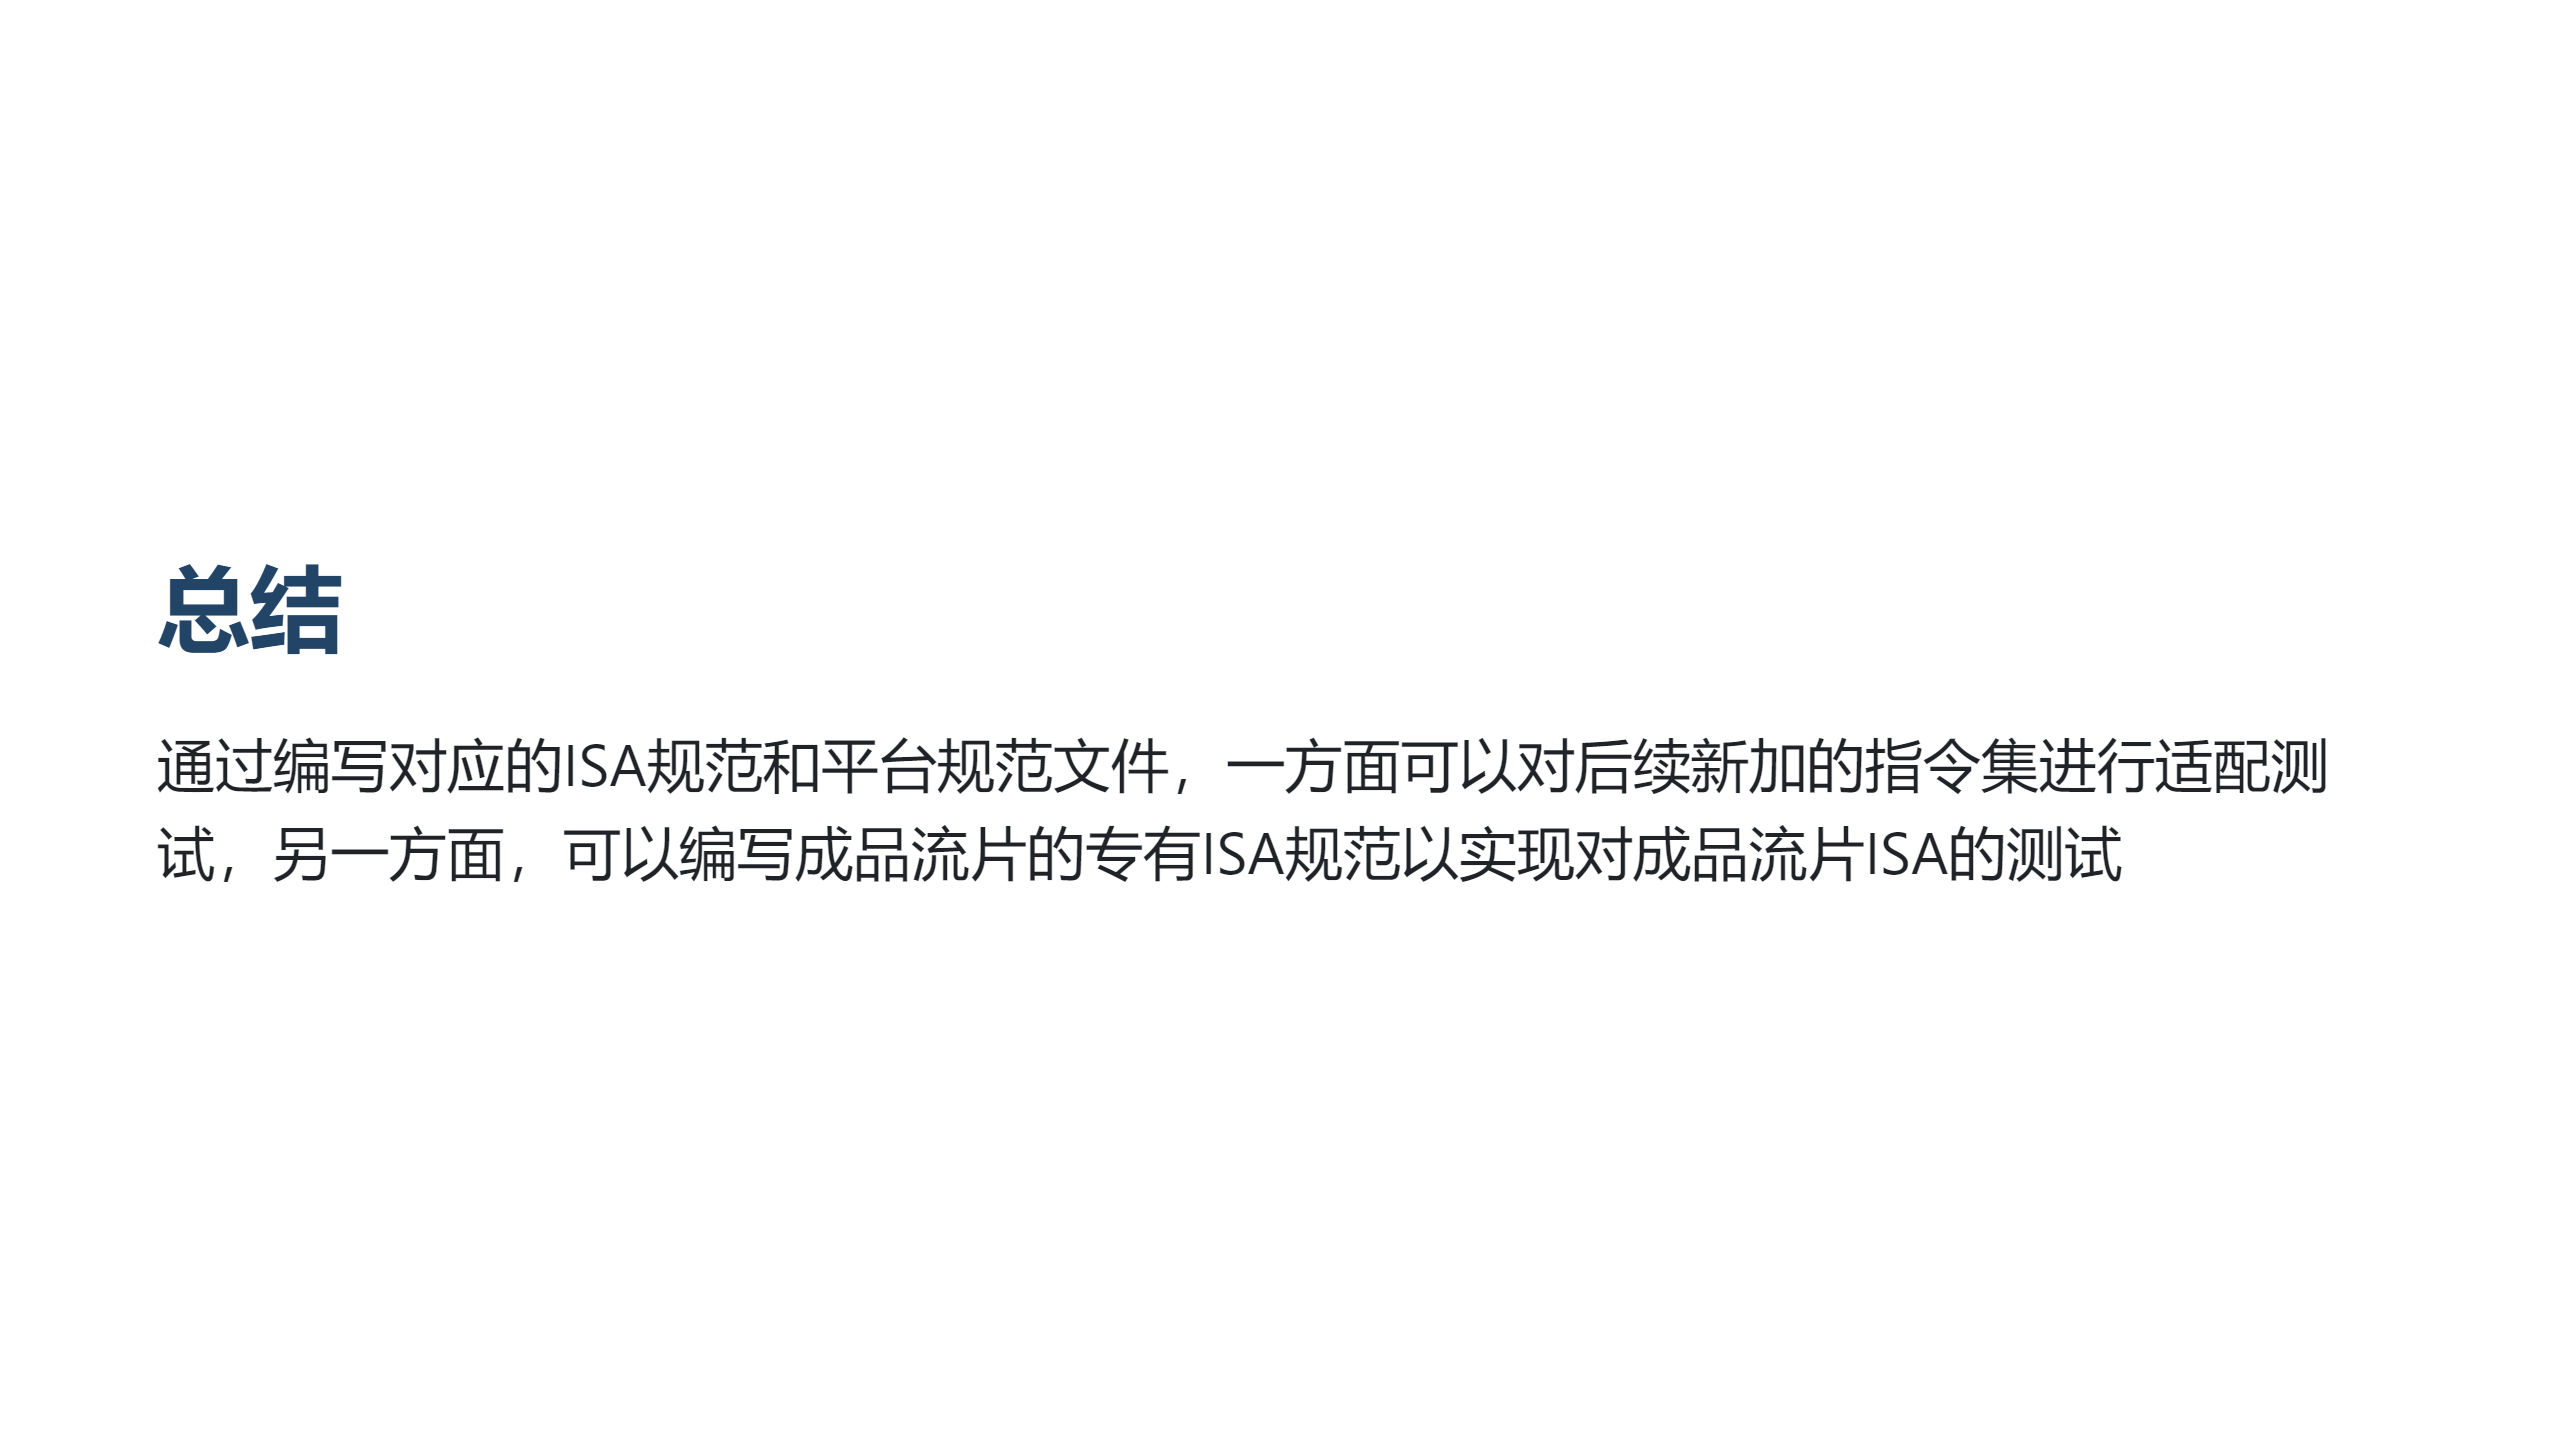 总结
通过编写对应的ISA规范和平台规范文件，一方面可以对后续新加的指令集进行适配测
试，另一方面，可以编写成品流片的专有ISA规范以实现对成品流片ISA的测试